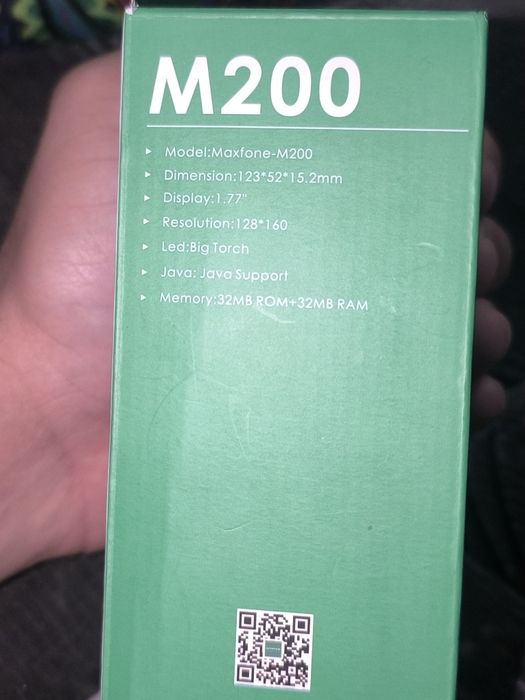 M200
Model:Maxfone-M200
Dimension:123*52*15.2mm
Display:1.77"
Resolution:128*160
Led:Big Torch
Java: Java Support
Memory:32MB ROM+32MB RAM